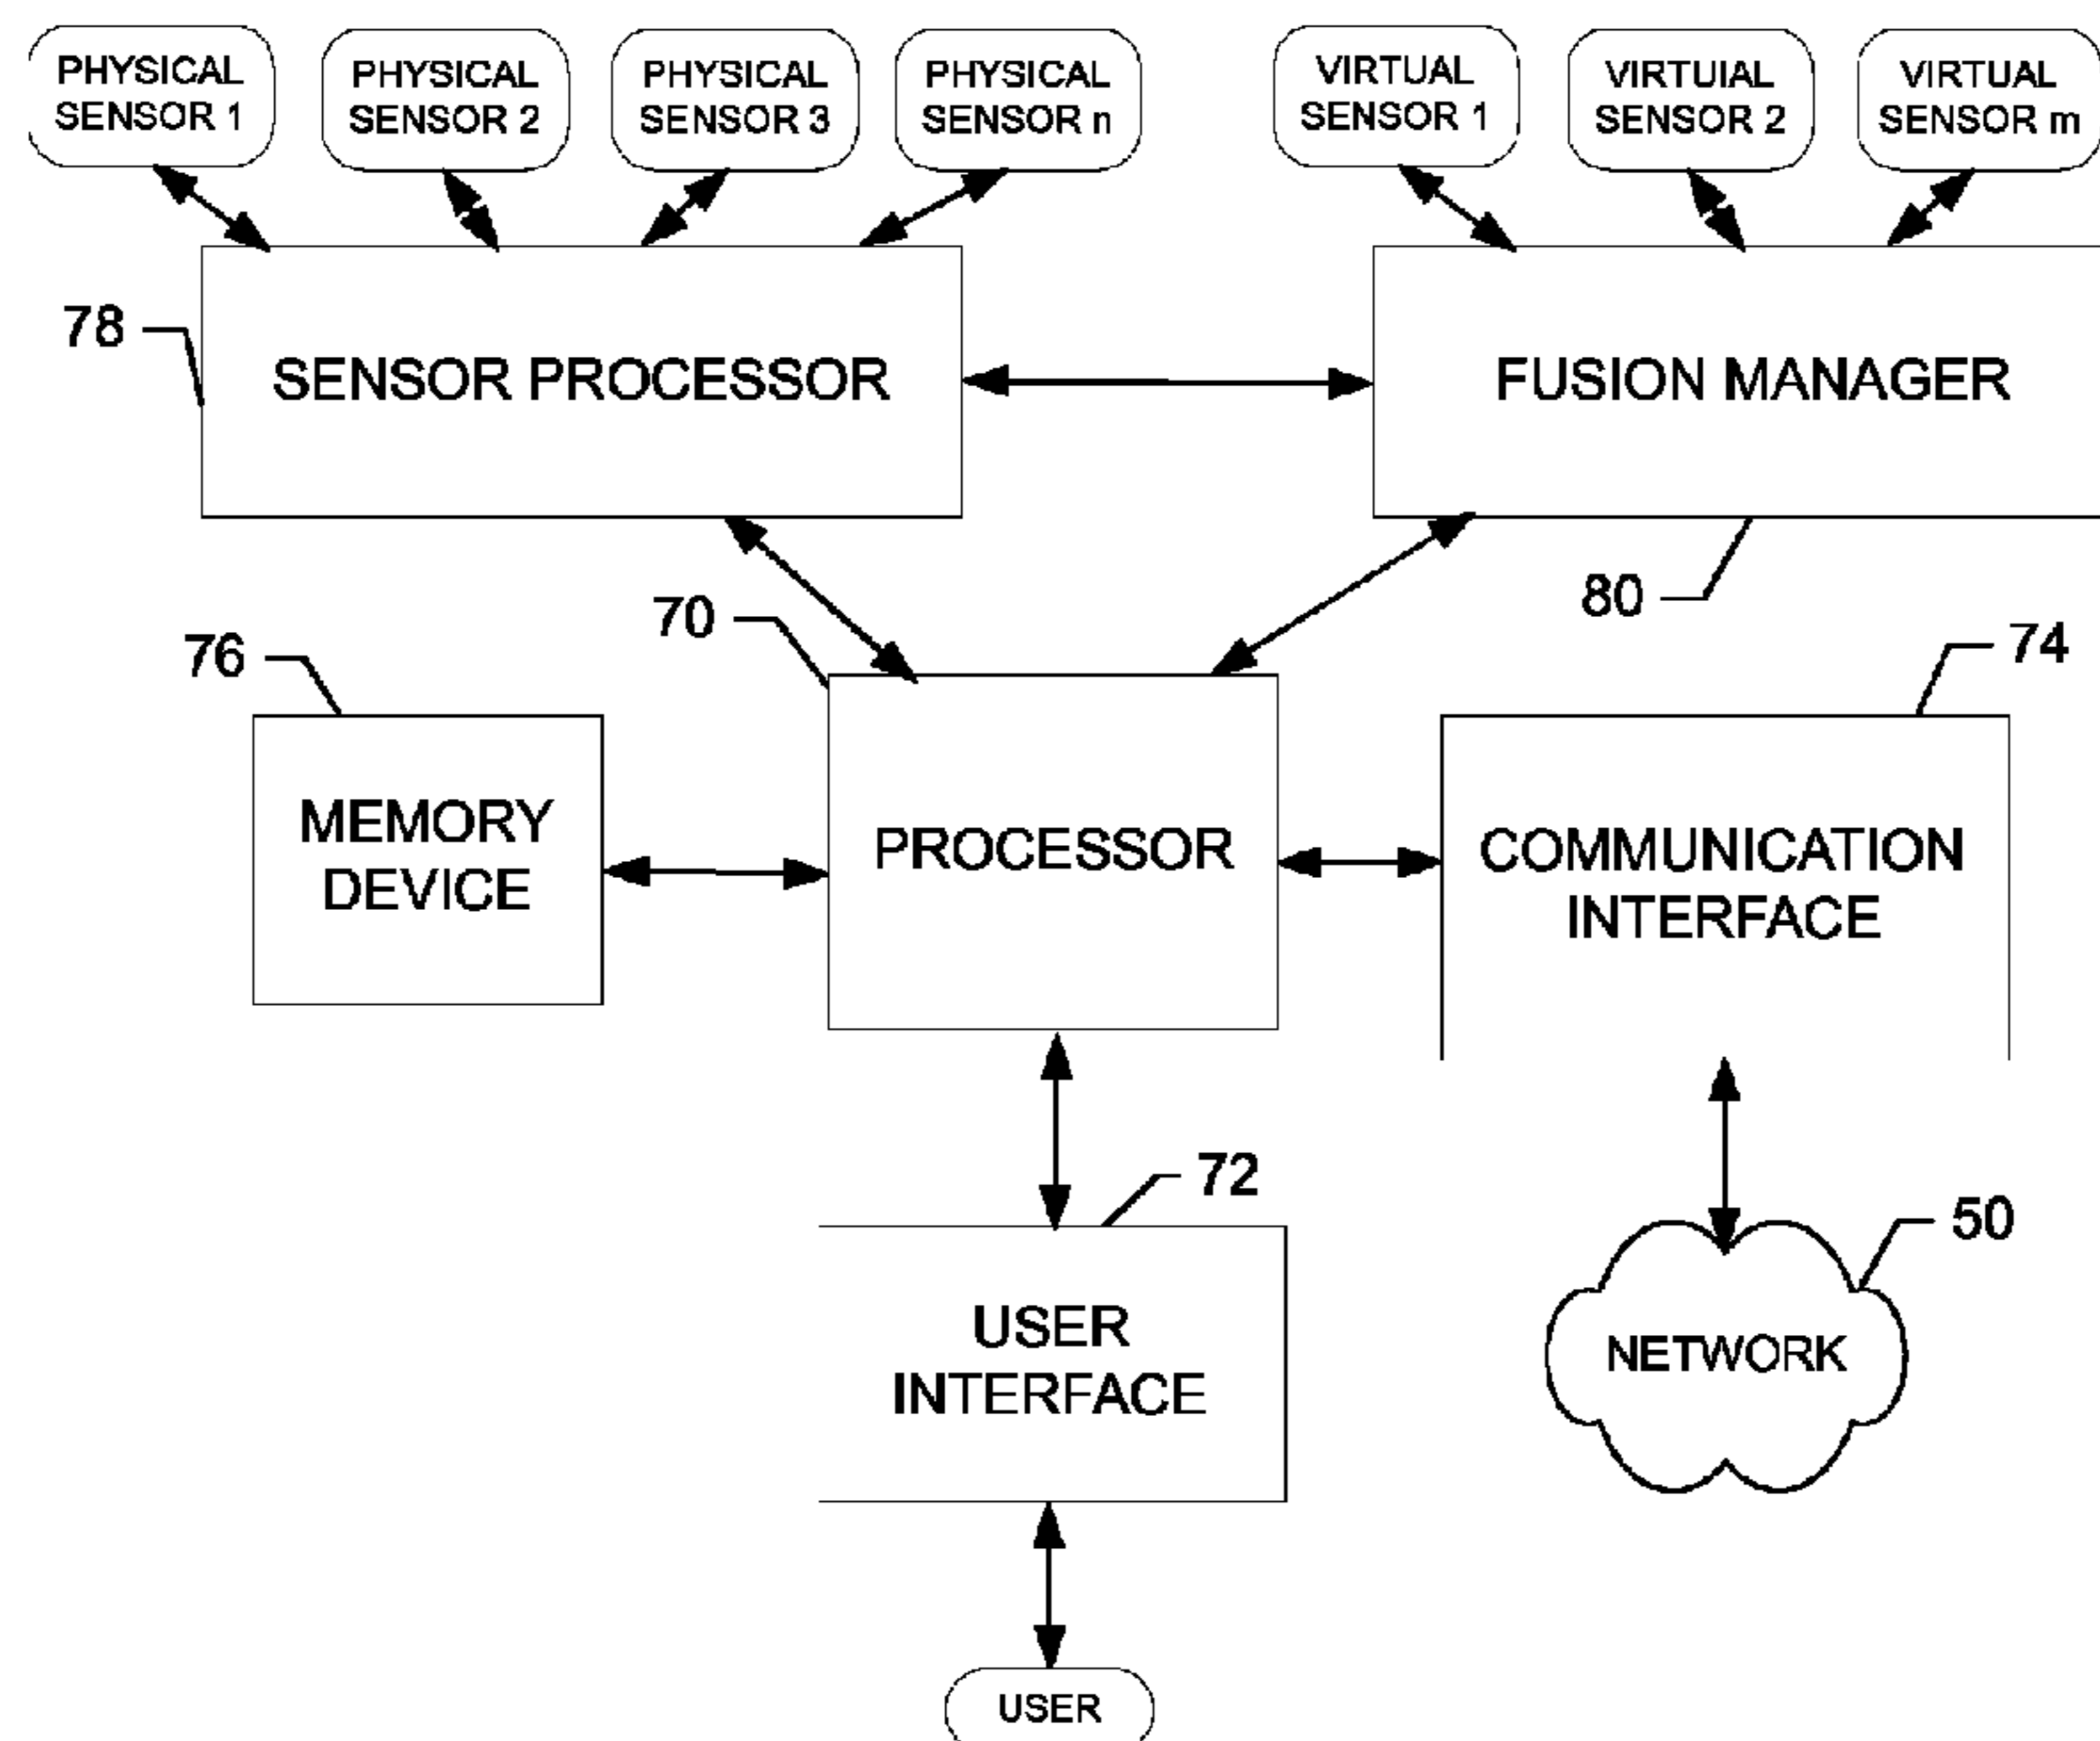 PHYSICAL
SENSOR 1
PHYSICAL
SENSOR 2
PHYSICAL
SENSOR 3
PHYSICAL
SENSOR n
VIRTUAL
SENSOR 1
VIRTUIAL
SENSOR 2
VIRTUAL
SENSOR m
78
SENSOR PROCESSOR
FUSION MANAGER
80
70
76
74
MEMORY
DEVICE
PROCESSOR
COMMUNICATION
INTERFACE
72
50
USER
INTERFACE
NETWORK
USER